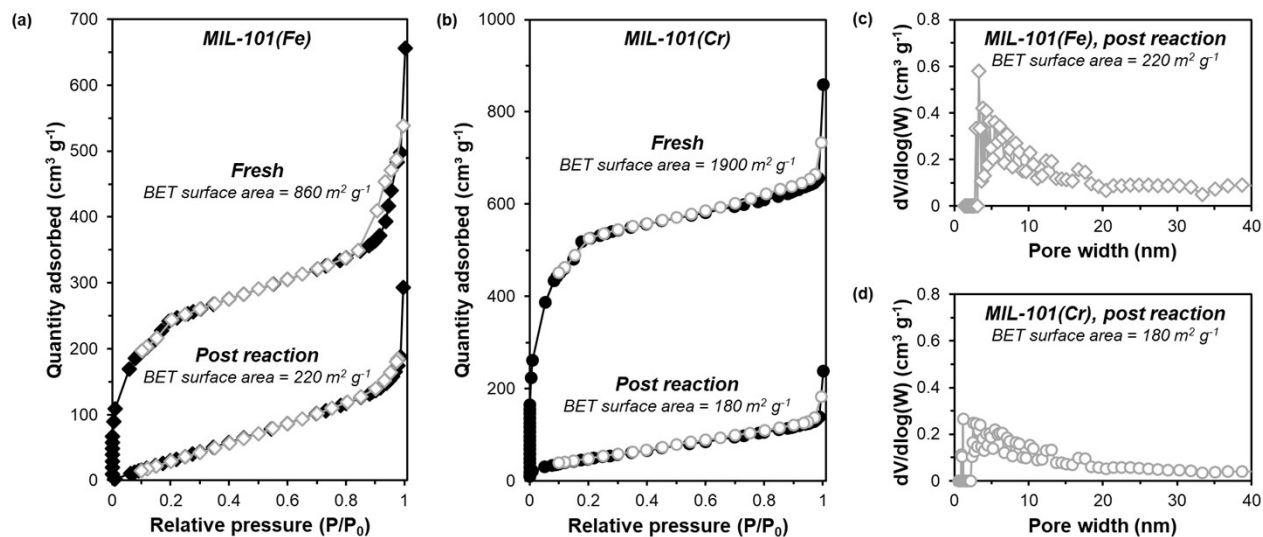 (a)
700
600
500
400
300
200
100
0
Quantity adsorbed (cm³ g⁻¹)
MIL-101(Fe)
Fresh
BET surface area = 860 m² g⁻¹
Post reaction
BET surface area = 220 m² g⁻¹
0 0.2 0.4 0.6 0.8 1
Relative pressure (P/P₀)
(b)
1000
800
600
400
200
0
Quantity adsorbed (cm³ g⁻¹)
MIL-101(Cr)
Fresh
BET surface area = 1900 m² g⁻¹
Post reaction
BET surface area = 180 m² g⁻¹
0 0.2 0.4 0.6 0.8 1
Relative pressure (P/P₀)
(c)
0.8
0.6
0.4
0.2
0
dV/dlog(W) (cm³ g⁻¹)
MIL-101(Fe), post reaction
BET surface area = 220 m² g⁻¹
0 10 20 30 40
Pore width (nm)
(d)
0.8
0.6
0.4
0.2
0
dV/dlog(W) (cm³ g⁻¹)
MIL-101(Cr), post reaction
BET surface area = 180 m² g⁻¹
0 10 20 30 40
Pore width (nm)